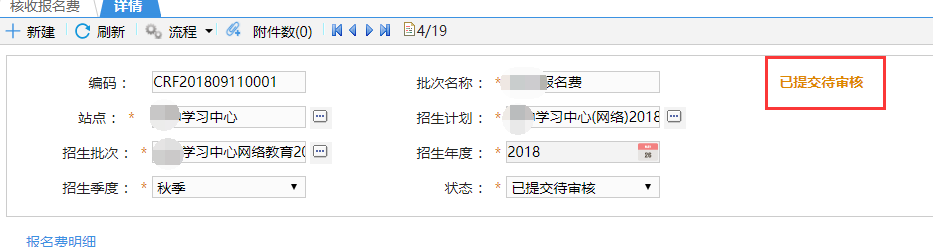 核收报名费 详情
新建 刷新 流程 附件数(0) 4/19
编码： CRF201809110001 批次名称： * 报名费 已提交待审核
站点： * 学习中心 招生计划： * 学习中心(网络)2018
招生批次： * 学习中心网络教育20 招生年度： * 2018
招生季度： * 秋季 状态： * 已提交待审核
报名费明细